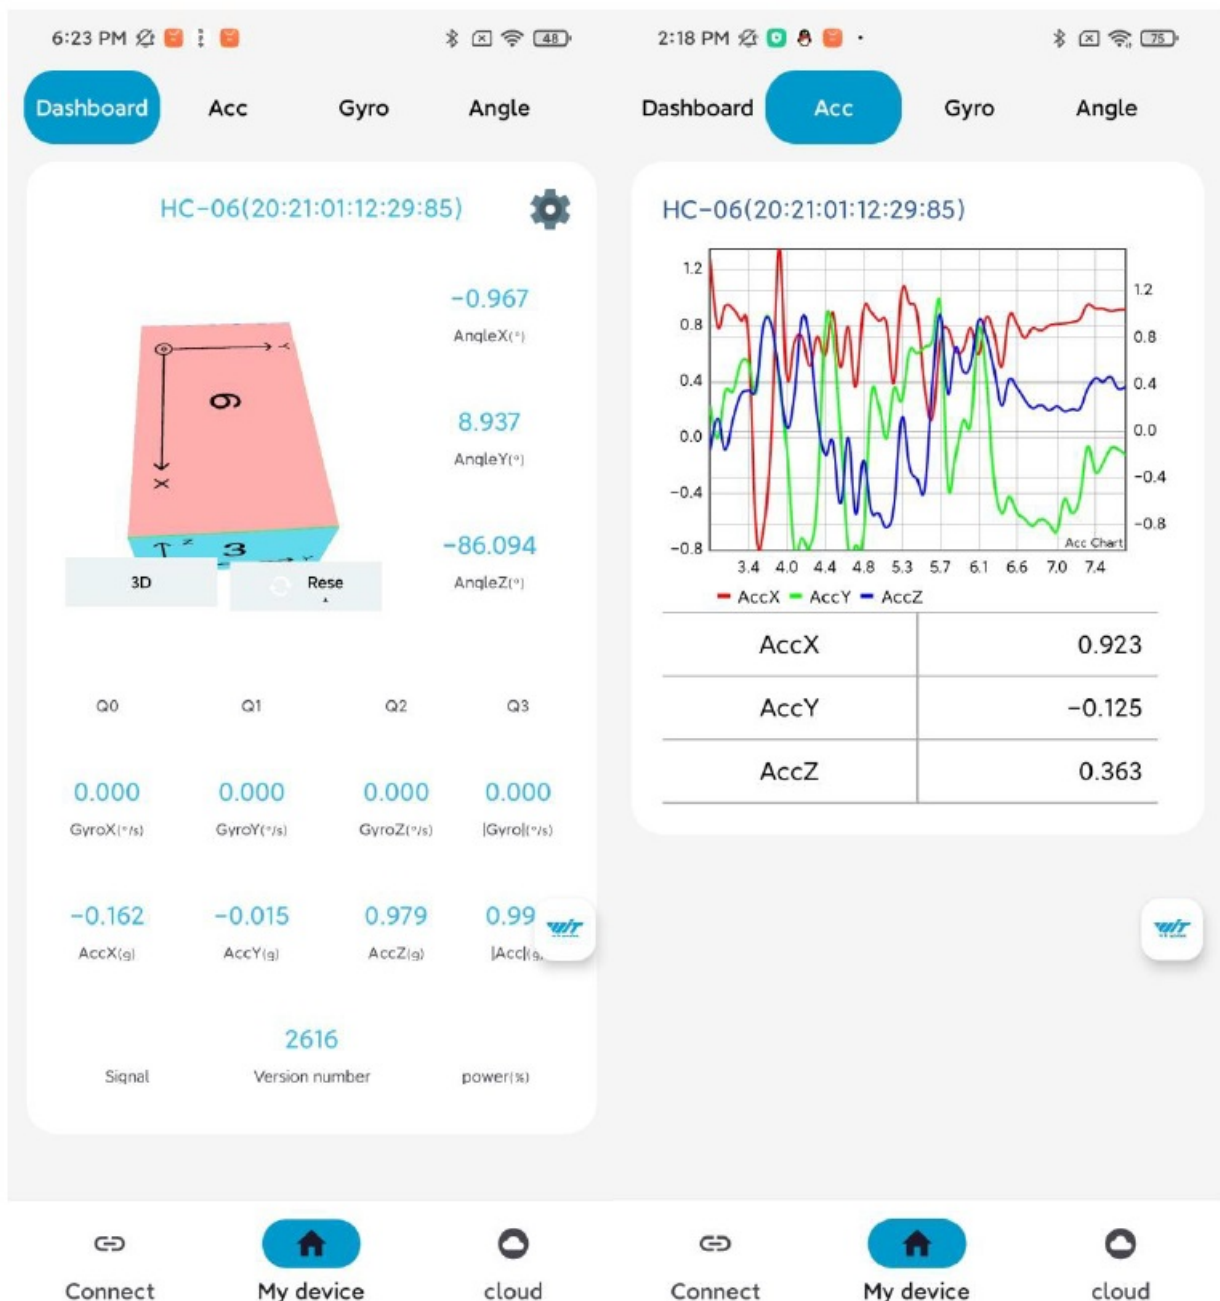 6:23 PM
48
Dashboard
Acc
Gyro
Angle
HC-06(20:21:01:12:29:85)
-0.967
AngleX(°)
8.937
AngleY(°)
-86.094
AngleZ(°)
Y
6
X
Z
3
Y
3D
Rese
Q0
Q1
Q2
Q3
0.000
0.000
0.000
0.000
GyroX(°/s)
GyroY(°/s)
GyroZ(°/s)
|Gyro|(°/s)
-0.162
-0.015
0.979
0.99
AccX(g)
AccY(g)
AccZ(g)
|Acc|(g)
WIT
2616
Signal
Version number
power(%)
Connect
My device
cloud
2:18 PM
75
Dashboard
Acc
Gyro
Angle
HC-06(20:21:01:12:29:85)
1.2
0.8
0.4
0.0
-0.4
-0.8
1.2
0.8
0.4
0.0
-0.4
-0.8
Acc Chart
3.4 4.0 4.4 4.8 5.3 5.7 6.1 6.6 7.0 7.4
AccX AccY AccZ
AccX 0.923
AccY -0.125
AccZ 0.363
WIT
Connect
My device
cloud